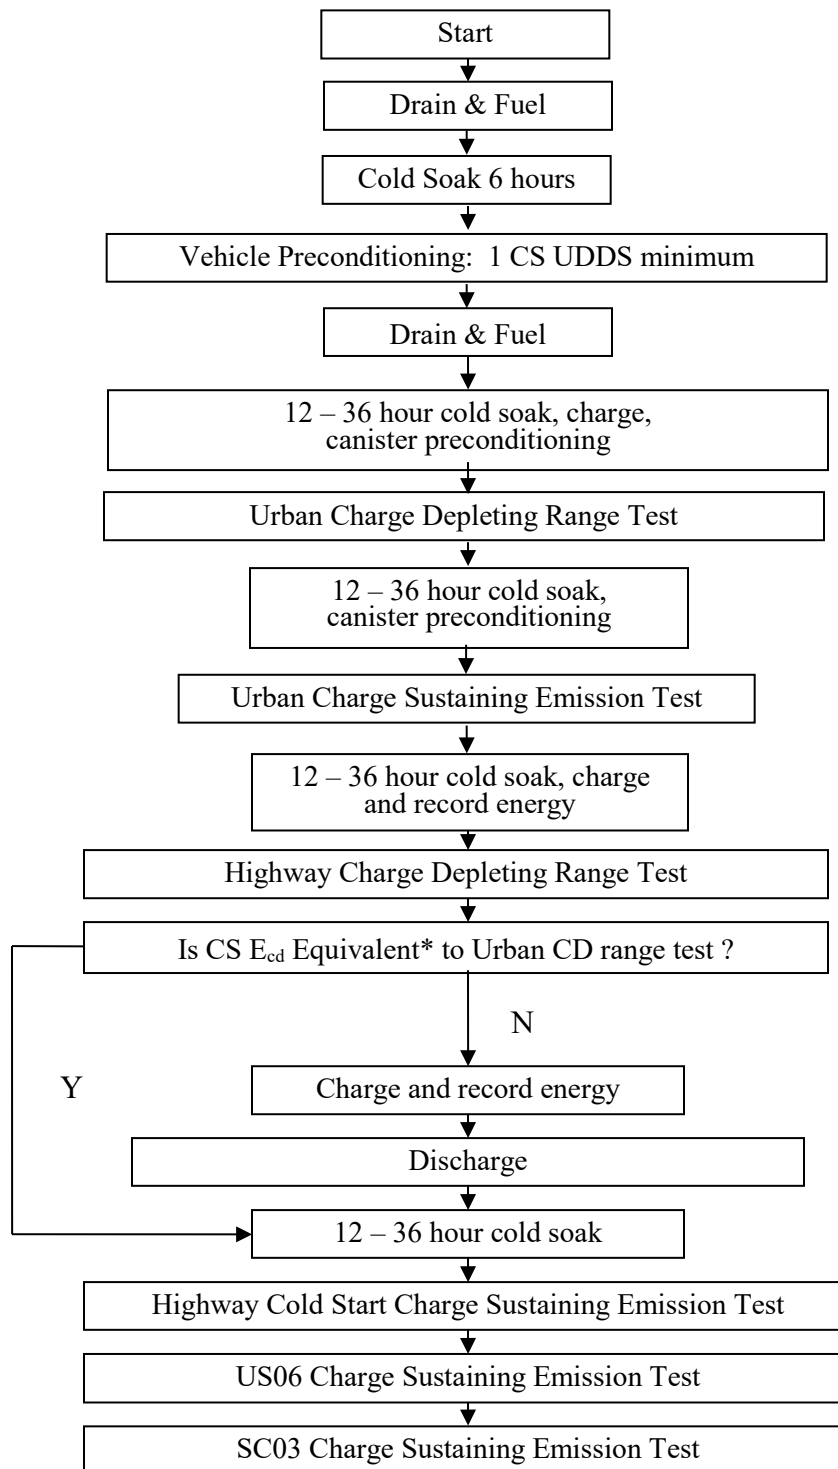 Start
Drain & Fuel
Cold Soak 6 hours
Vehicle Preconditioning:  1 CS UDDS minimum
Drain & Fuel
12 – 36 hour cold soak, charge,
canister preconditioning
Urban Charge Depleting Range Test
12 – 36 hour cold soak,
canister preconditioning
Urban Charge Sustaining Emission Test
12 – 36 hour cold soak, charge
and record energy
Highway Charge Depleting Range Test
Is CS Ecd Equivalent* to Urban CD range test ?
N
Y
Charge and record energy
Discharge
12 – 36 hour cold soak
Highway Cold Start Charge Sustaining Emission Test
US06 Charge Sustaining Emission Test
SC03 Charge Sustaining Emission Test